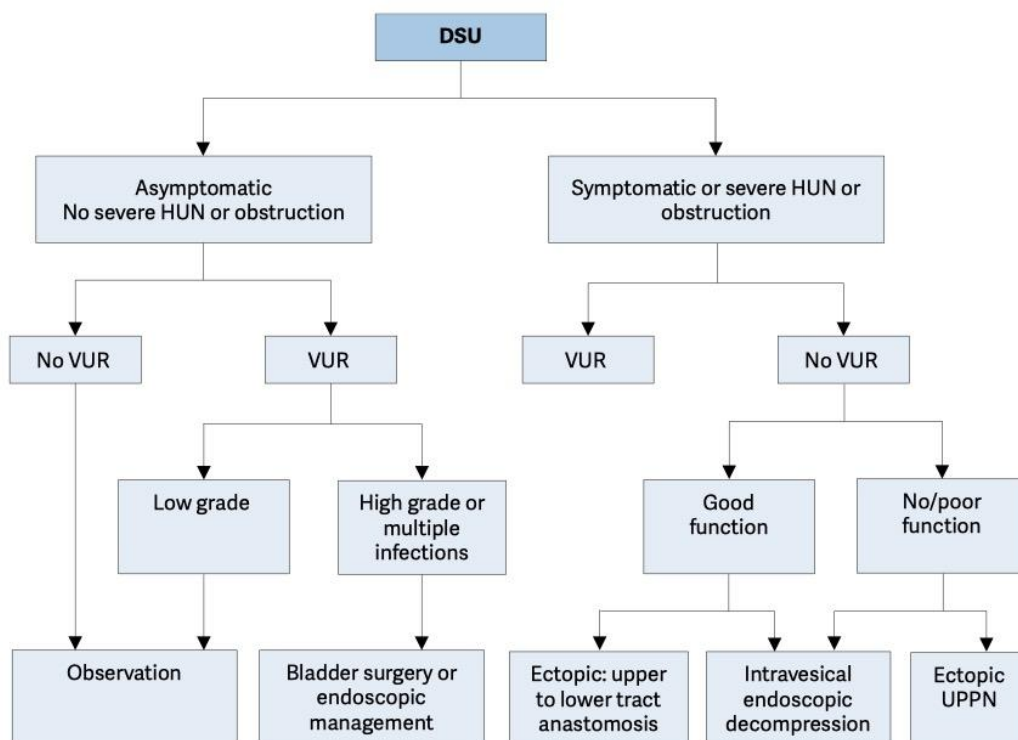 DSU
Asymptomatic
No severe HUN or obstruction
Symptomatic or severe HUN or
obstruction
No VUR
VUR
VUR
No VUR
Low grade
High grade or
multiple
infections
Good
function
No/poor
function
Observation
Bladder surgery or
endoscopic
management
Ectopic: upper
to lower tract
anastomosis
Intravesical
endoscopic
decompression
Ectopic
UPPN